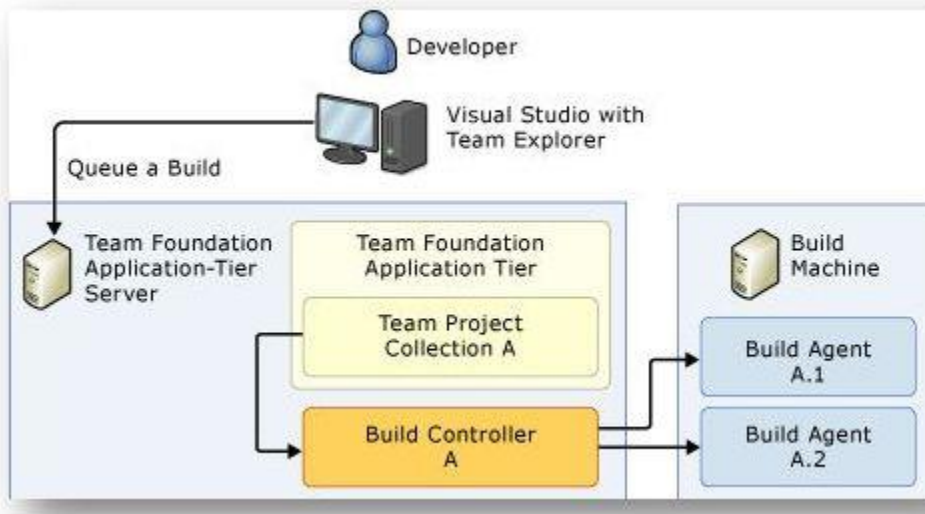 Developer
Visual Studio with
Team Explorer
Queue a Build
Team Foundation
Application-Tier
Server
Team Foundation
Application Tier
Team Project
Collection A
Build Controller
A
Build
Machine
Build Agent
A.1
Build Agent
A.2